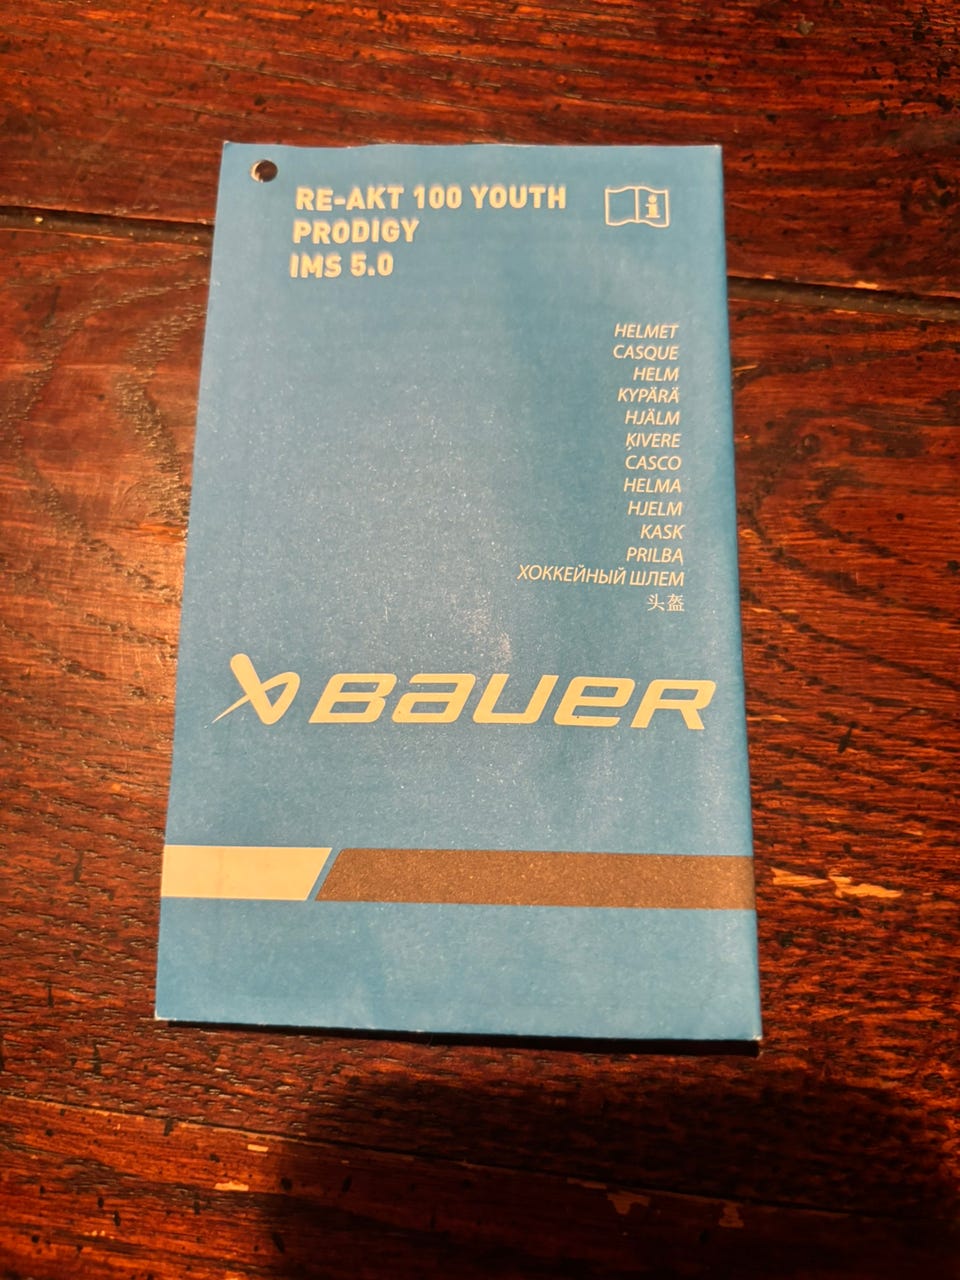 RE-AKT 100 YOUTH
PRODIGY
IMS 5.0
i
HELMET
CASQUE
HELM
KYPÄRÄ
HJÄLM
ĶIVERE
CASCO
HELMA
HJELM
KASK
PRILBA
ХОККЕЙНЫЙ ШЛЕМ
头盔
BAUER